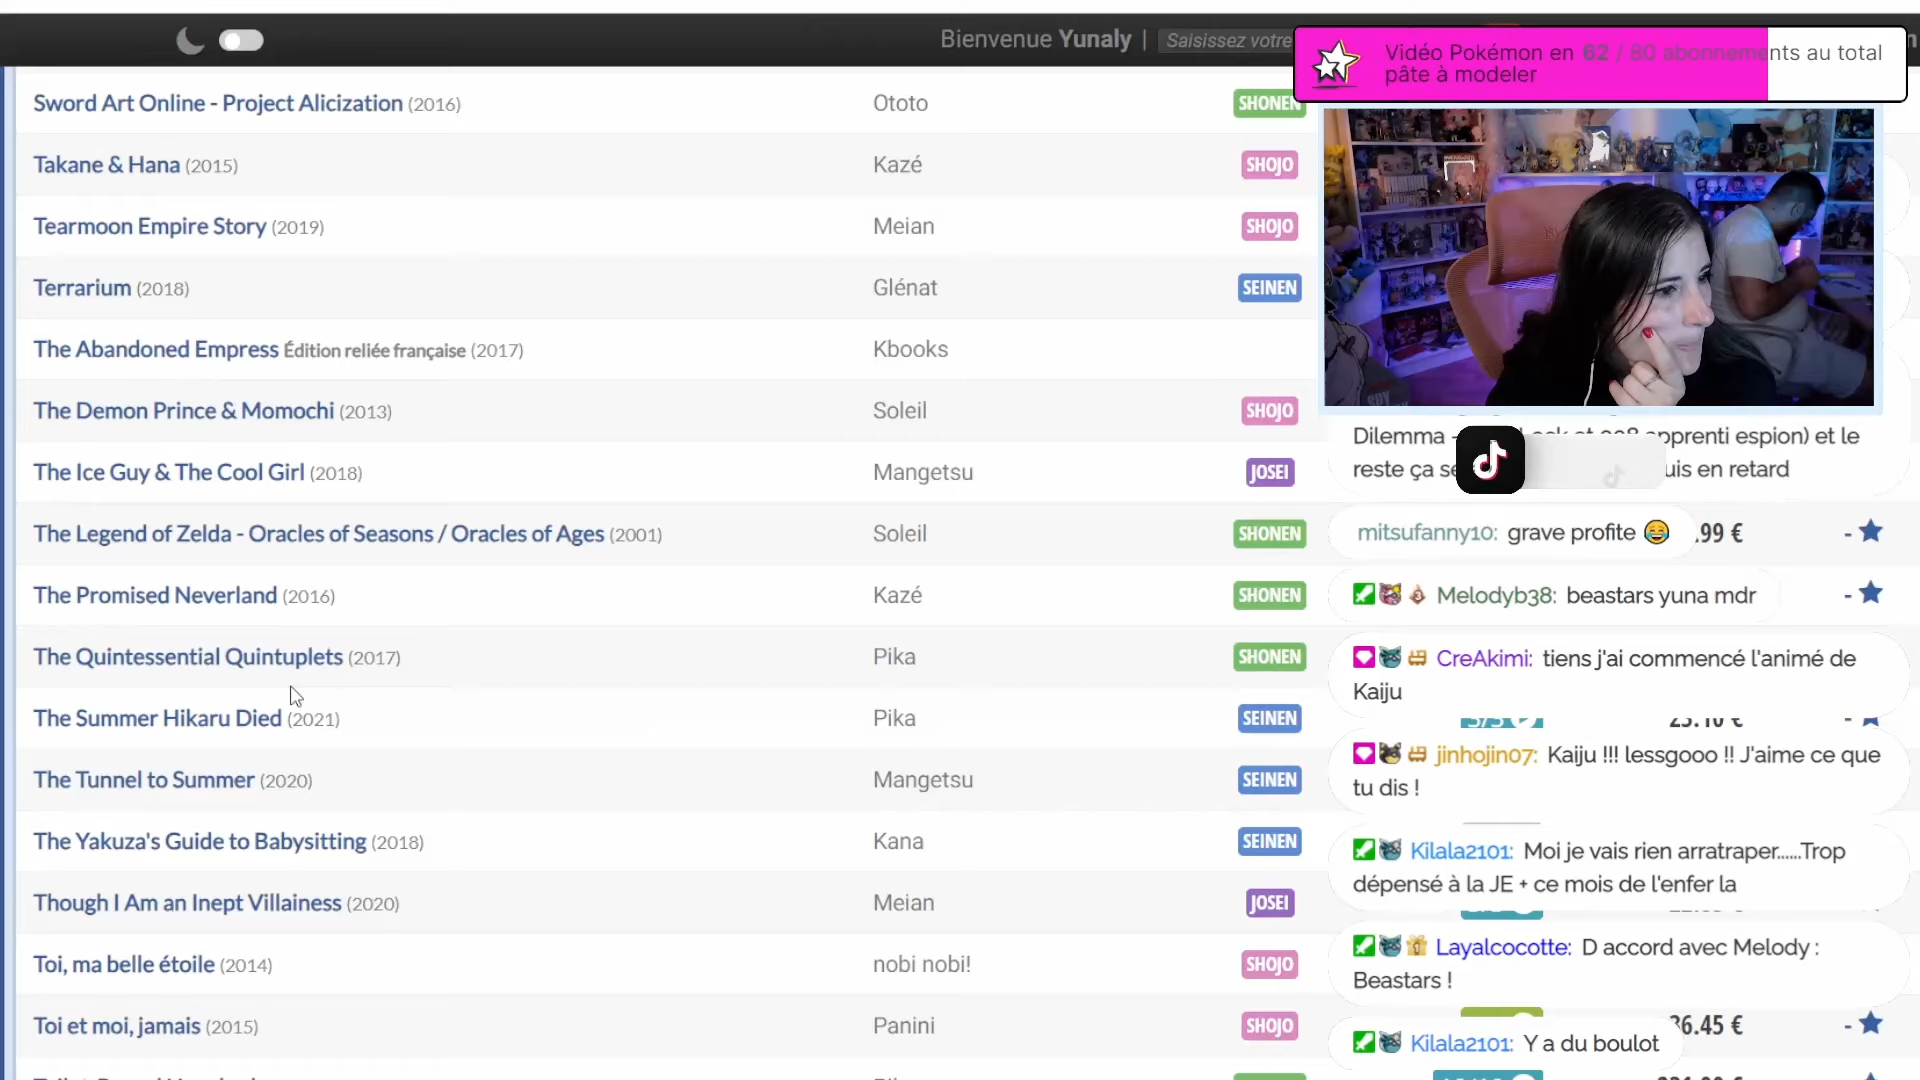 Bienvenue Yunaly | Saisissez votre
Vidéo Pokémon en 62 / 80 abonnements au total
pâte à modeler
Sword Art Online - Project Alicization (2016) Ototo SHONEN
Takane & Hana (2015) Kazé SHOJO
Tearmoon Empire Story (2019) Meian SHOJO
Terrarium (2018) Glénat SEINEN
The Abandoned Empress Édition reliée française (2017) Kbooks
The Demon Prince & Momochi (2013) Soleil SHOJO
Dilemma - apprenti espion) et le
reste ça uis en retard
The Ice Guy & The Cool Girl (2018) Mangetsu JOSEI
The Legend of Zelda - Oracles of Seasons / Oracles of Ages (2001) Soleil SHONEN
mitsufanny10: grave profite 😂 .99 € -
The Promised Neverland (2016) Kazé SHONEN
Melodyb38: beastars yuna mdr -
The Quintessential Quintuplets (2017) Pika SHONEN
CreAkimi: tiens j'ai commencé l'animé de
Kaiju
The Summer Hikaru Died (2021) Pika SEINEN
jinhojin07: Kaiju !!! lessgooo !! J'aime ce que
tu dis !
The Tunnel to Summer (2020) Mangetsu SEINEN
The Yakuza's Guide to Babysitting (2018) Kana SEINEN
Kilala2101: Moi je vais rien arratraper......Trop
dépensé à la JE + ce mois de l'enfer la
Though I Am an Inept Villainess (2020) Meian JOSEI
Layalcocotte: D accord avec Melody :
Beastars !
Toi, ma belle étoile (2014) nobi nobi! SHOJO
Toi et moi, jamais (2015) Panini SHOJO 36.45 € -
Kilala2101: Y a du boulot